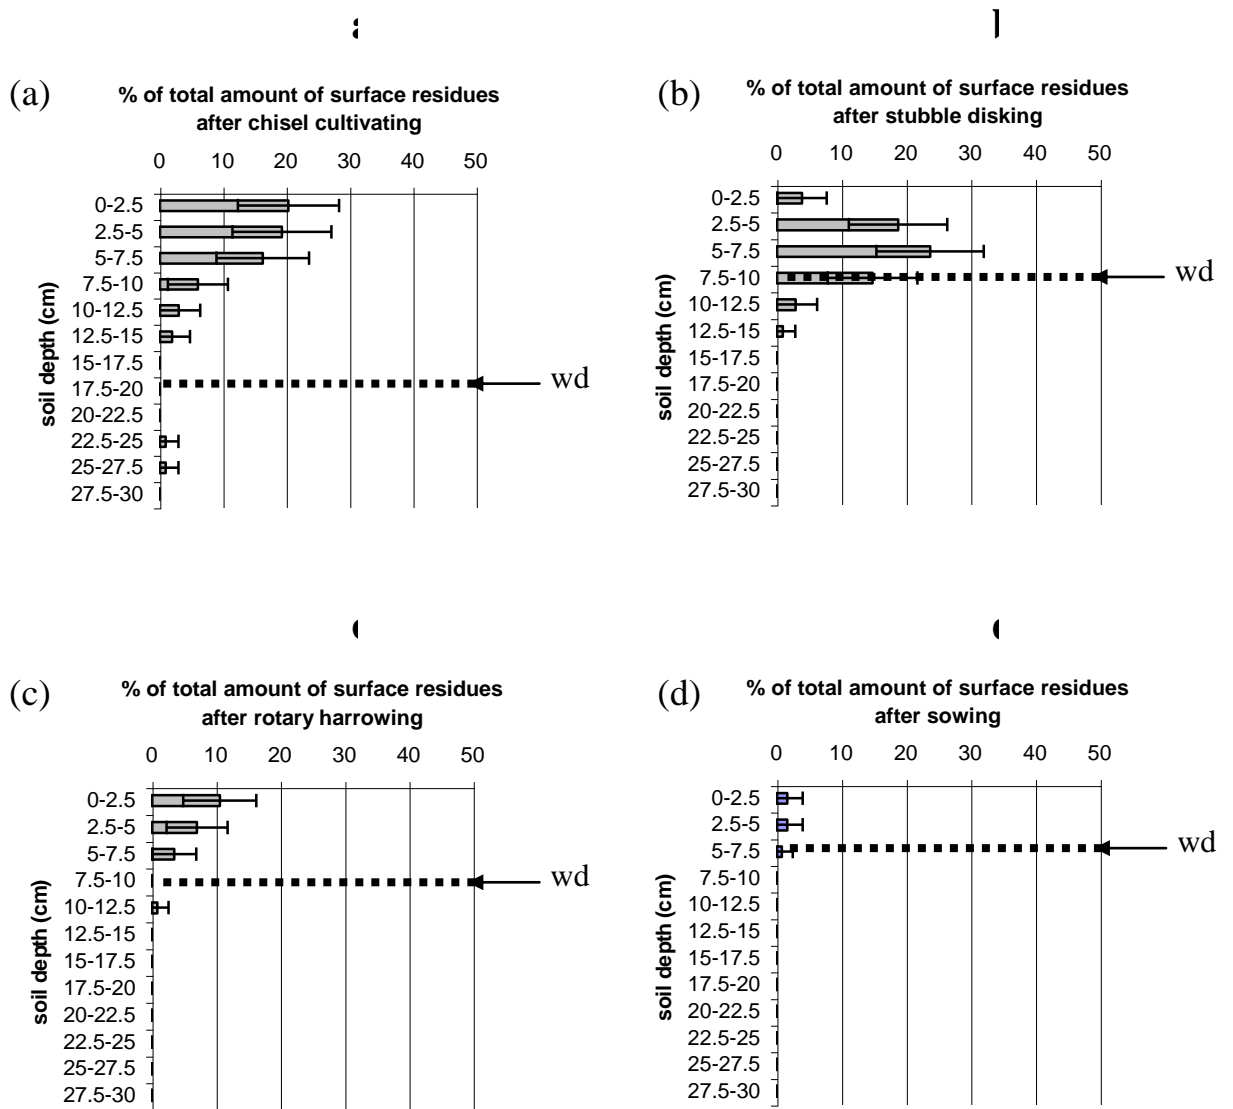 (a)
% of total amount of surface residues
after chisel cultivating
0 10 20 30 40 50
soil depth (cm)
0-2.5
2.5-5
5-7.5
7.5-10
10-12.5
12.5-15
15-17.5
17.5-20
20-22.5
22.5-25
25-27.5
27.5-30
wd
(b)
% of total amount of surface residues
after stubble disking
0 10 20 30 40 50
soil depth (cm)
0-2.5
2.5-5
5-7.5
7.5-10
10-12.5
12.5-15
15-17.5
17.5-20
20-22.5
22.5-25
25-27.5
27.5-30
wd
(c)
% of total amount of surface residues
after rotary harrowing
0 10 20 30 40 50
soil depth (cm)
0-2.5
2.5-5
5-7.5
7.5-10
10-12.5
12.5-15
15-17.5
17.5-20
20-22.5
22.5-25
25-27.5
27.5-30
wd
(d)
% of total amount of surface residues
after sowing
0 10 20 30 40 50
soil depth (cm)
0-2.5
2.5-5
5-7.5
7.5-10
10-12.5
12.5-15
15-17.5
17.5-20
20-22.5
22.5-25
25-27.5
27.5-30
wd